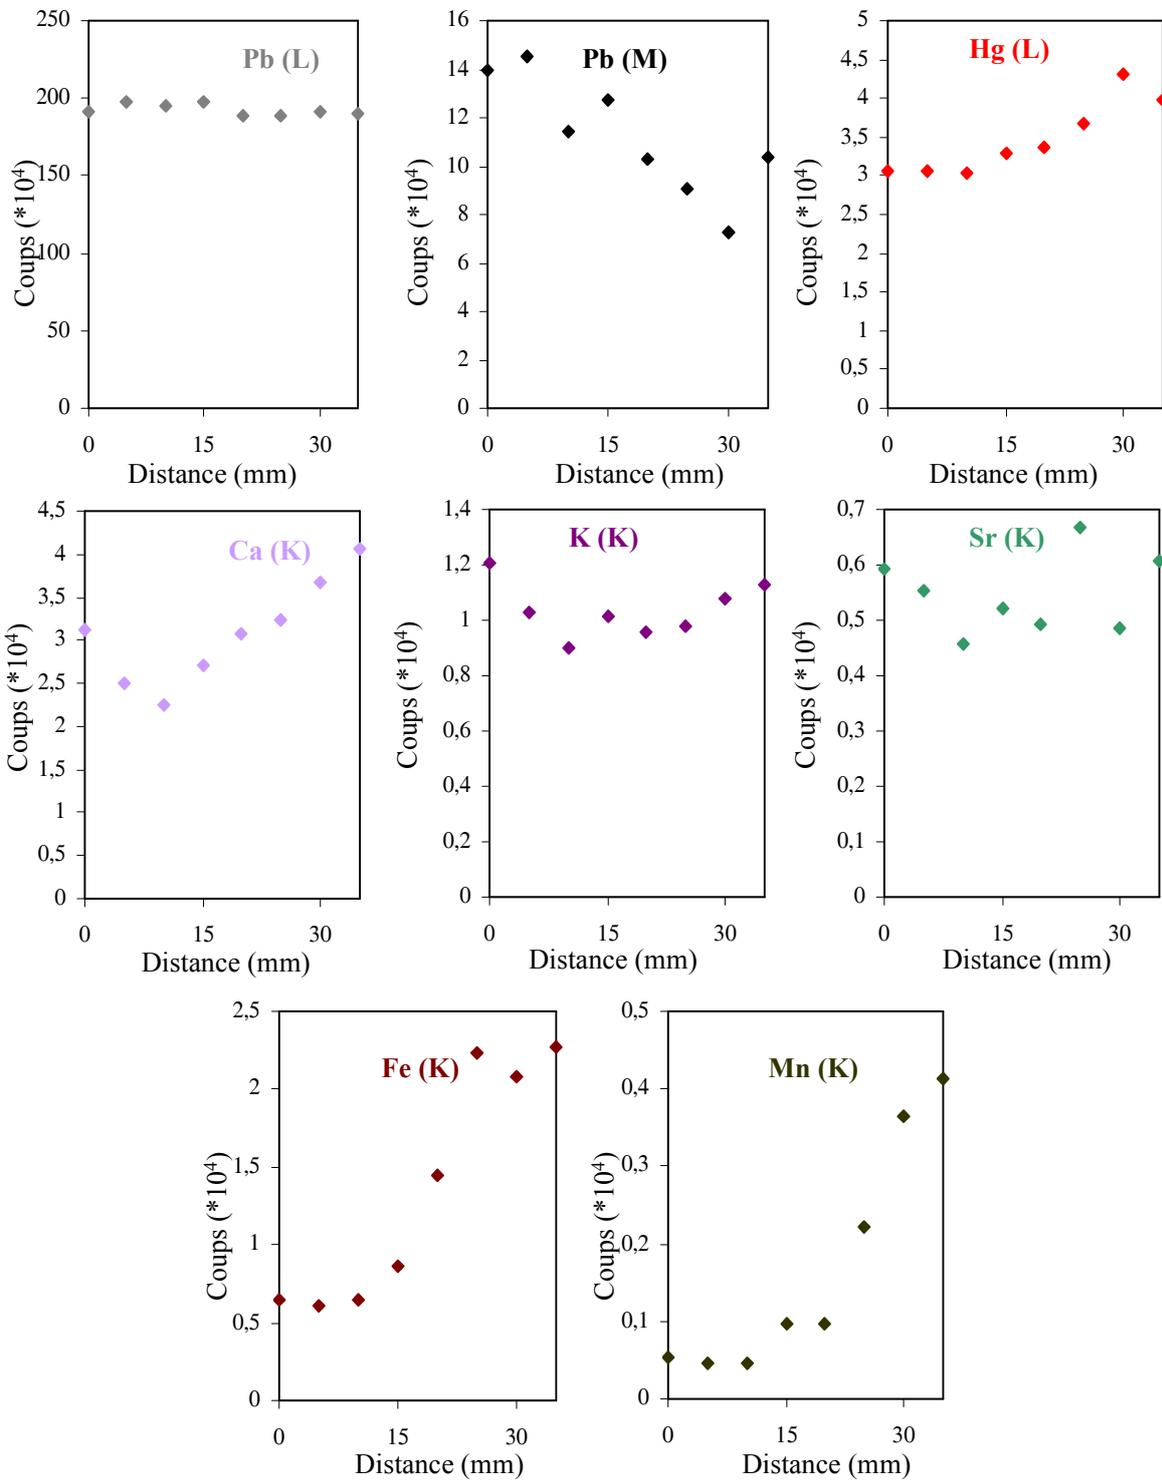 Pb (L)
250
200
150
100
50
0
Coups (*10⁴)
0 15 30
Distance (mm)
Pb (M)
16
14
12
10
8
6
4
2
0
Coups (*10⁴)
0 15 30
Distance (mm)
Hg (L)
5
4,5
4
3,5
3
2,5
2
1,5
1
0,5
0
Coups (*10⁴)
0 15 30
Distance (mm)
Ca (K)
4,5
4
3,5
3
2,5
2
1,5
1
0,5
0
Coups (*10⁴)
0 15 30
Distance (mm)
K (K)
1,4
1,2
1
0,8
0,6
0,4
0,2
0
Coups (*10⁴)
0 15 30
Distance (mm)
Sr (K)
0,7
0,6
0,5
0,4
0,3
0,2
0,1
0
Coups (*10⁴)
0 15 30
Distance (mm)
Fe (K)
2,5
2
1,5
1
0,5
0
Coups (*10⁴)
0 15 30
Distance (mm)
Mn (K)
0,5
0,4
0,3
0,2
0,1
0
Coups (*10⁴)
0 15 30
Distance (mm)